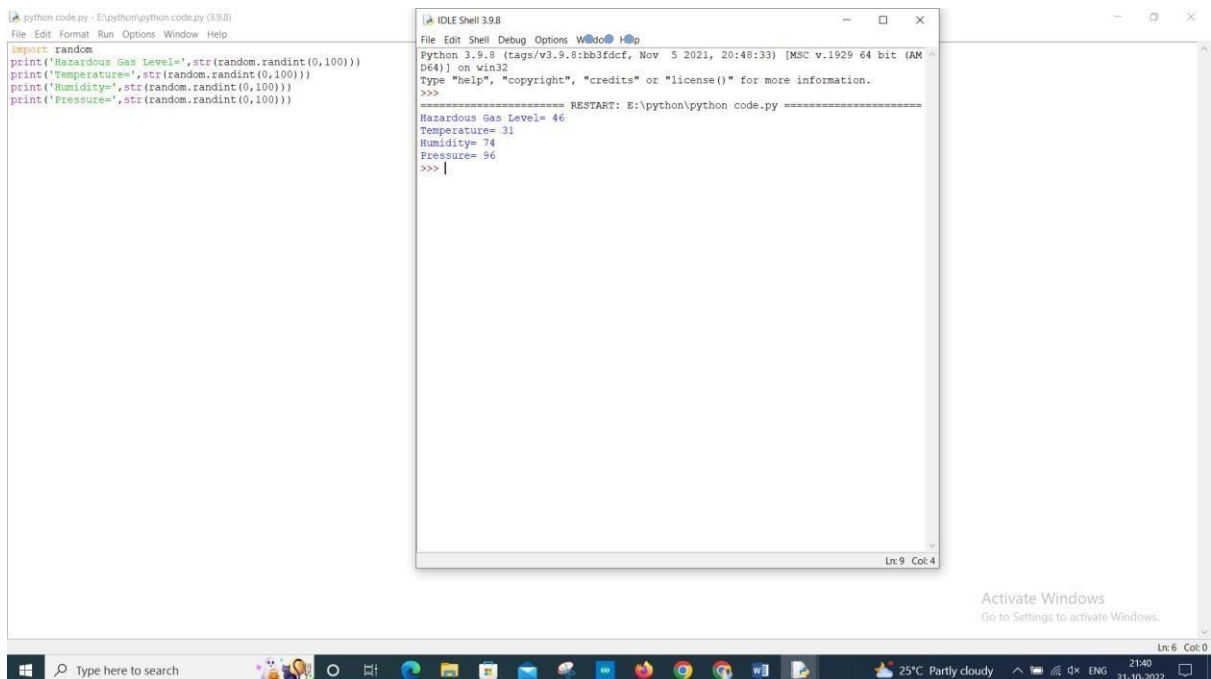 python code.py - E:\python\python code.py (3.9.8)
File Edit Format Run Options Window Help
import random
print('Hazardous Gas Level=',str(random.randint(0,100)))
print('Temperature=',str(random.randint(0,100)))
print('Humidity=',str(random.randint(0,100)))
print('Pressure=',str(random.randint(0,100)))
IDLE Shell 3.9.8
File Edit Shell Debug Options
Python 3.9.8 (tags/v3.9.8:bb3fdcf, Nov  5 2021, 20:48:33) [MSC v.1929 64 bit (AM
D64)] on win32
Type "help", "copyright", "credits" or "license()" for more information.
>>>
====================== RESTART: E:\python\python code.py =====================
Hazardous Gas Level= 46
Temperature= 31
Humidity= 74
Pressure= 96
>>>
Ln: 9 Col: 4
Activate Windows
Go to Settings to activate Windows.
Ln: 6 Col: 0
Type here to search
25°C Partly cloudy
ENG
21:40
31-10-2022